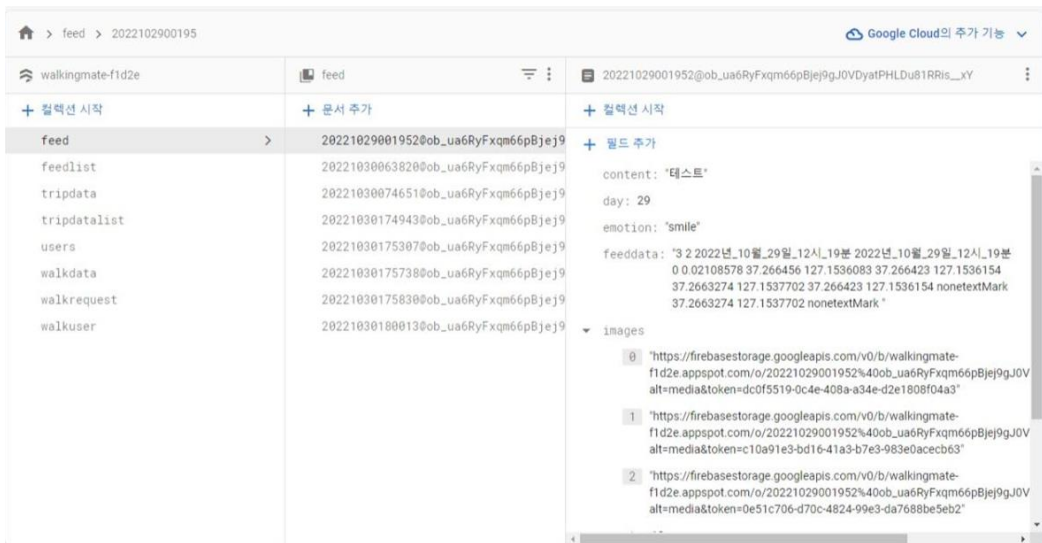 > feed > 2022102900195
Google Cloud의 추가 기능
walkingmate-f1d2e
feed
20221029001952@ob_ua6RyFxqm66pBjej9gJ0VDyatPHLDu81RRis__xY
+ 컬렉션 시작
+ 문서 추가
+ 컬렉션 시작
feed >
feedlist
tripdata
tripdatalist
users
walkdata
walkrequest
walkuser
20221029001952@ob_ua6RyFxqm66pBjej9
20221030063820@ob_ua6RyFxqm66pBjej9
20221030074651@ob_ua6RyFxqm66pBjej9
20221030174943@ob_ua6RyFxqm66pBjej9
20221030175307@ob_ua6RyFxqm66pBjej9
20221030175738@ob_ua6RyFxqm66pBjej9
20221030175830@ob_ua6RyFxqm66pBjej9
20221030180013@ob_ua6RyFxqm66pBjej9
+ 필드 추가
content: "테스트"
day: 29
emotion: "smile"
feeddata: "3 2 2022년_10월_29일_12시_19분 2022년_10월_29일_12시_19분
0 0.02108578 37.266456 127.1536083 37.266423 127.1536154
37.2663274 127.1537702 37.266423 127.1536154 nonetextMark
37.2663274 127.1537702 nonetextMark "
images
0 "https://firebasestorage.googleapis.com/v0/b/walkingmate-
f1d2e.appspot.com/o/20221029001952%40ob_ua6RyFxqm66pBjej9gJ0V
alt=media&token=dc0f5519-0c4e-408a-a34e-d2e1808f04a3"
1 "https://firebasestorage.googleapis.com/v0/b/walkingmate-
f1d2e.appspot.com/o/20221029001952%40ob_ua6RyFxqm66pBjej9gJ0V
alt=media&token=c10a91e3-bd16-41a3-b7e3-983e0acecb63"
2 "https://firebasestorage.googleapis.com/v0/b/walkingmate-
f1d2e.appspot.com/o/20221029001952%40ob_ua6RyFxqm66pBjej9gJ0V
alt=media&token=0e51c706-d70c-4824-99e3-da7688be5eb2"